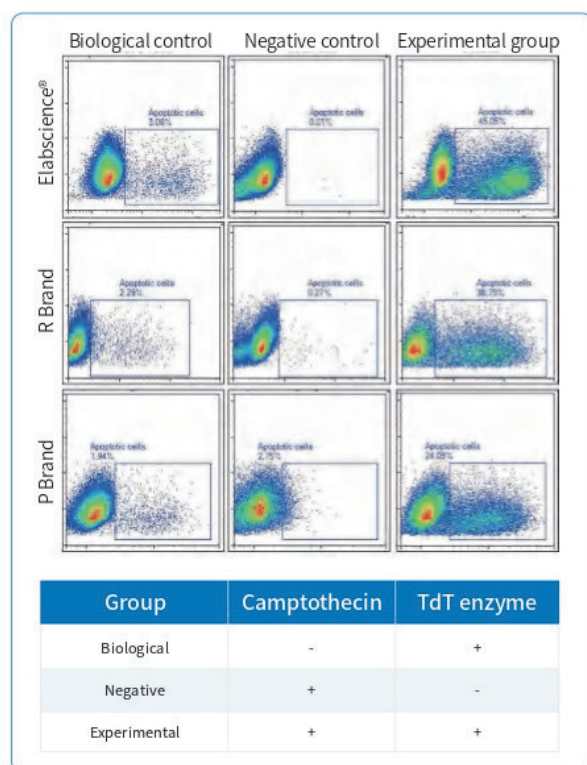 Biological control Negative control Experimental group
Elabscience®
Apoptotic cells
3.08%
Apoptotic cells
0.01%
Apoptotic cells
45.05%
R Brand
Apoptotic cells
2.29%
Apoptotic cells
0.27%
Apoptotic cells
38.75%
P Brand
Apoptotic cells
1.94%
Apoptotic cells
2.75%
Apoptotic cells
24.09%
Group Camptothecin TdT enzyme
Biological - +
Negative + -
Experimental + +